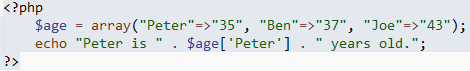 <?php
$age = array("Peter"=>"35", "Ben"=>"37", "Joe"=>"43");
echo "Peter is " . $age['Peter'] . " years old.";
?>